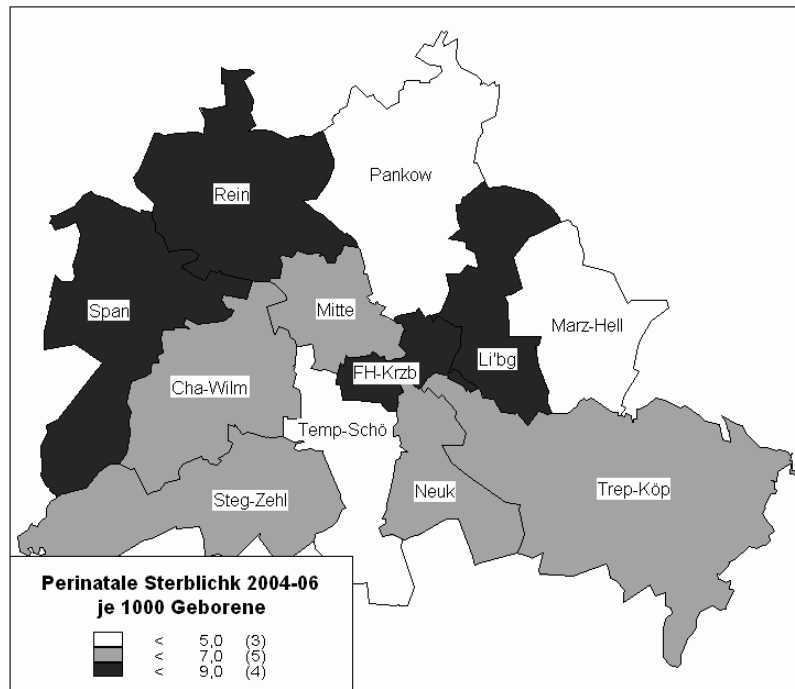 Pankow
Rein
Span
Mitte
Marz-Hell
FH-Krzb
Li'bg
Cha-Wilm
Temp-Schö
Steg-Zehl
Neuk
Trep-Köp
Perinatale Sterblichk 2004-06
je 1000 Geborene
< 5,0 (3)
< 7,0 (5)
< 9,0 (4)